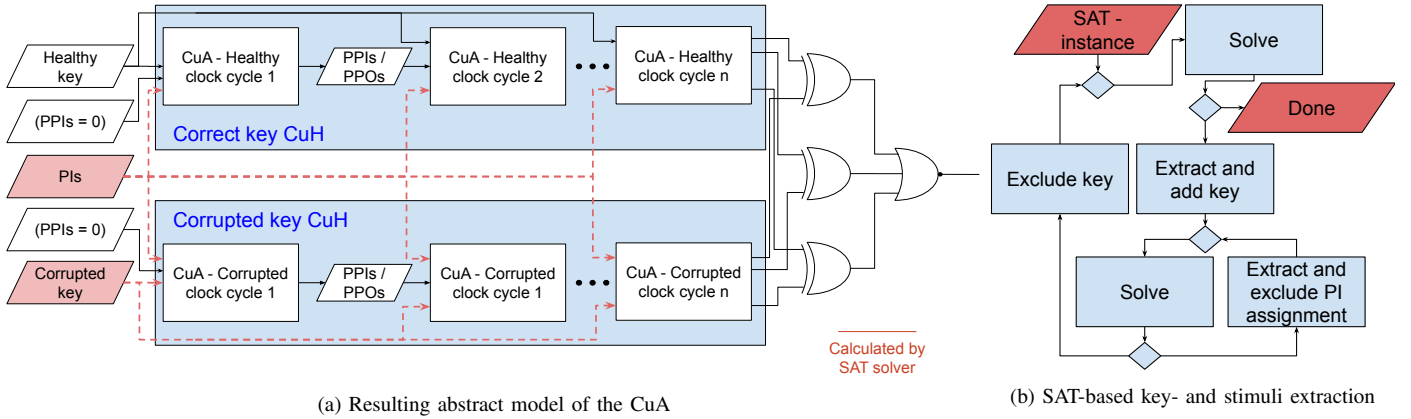 Healthy
key
(PPIs = 0)
PIs
(PPIs = 0)
Corrupted
key
CuA - Healthy
clock cycle 1
PPIs /
PPOs
CuA - Healthy
clock cycle 2
CuA - Healthy
clock cycle n
Correct key CuH
Corrupted key CuH
CuA - Corrupted
clock cycle 1
PPIs /
PPOs
CuA - Corrupted
clock cycle 1
CuA - Corrupted
clock cycle n
Calculated by
SAT solver
(a) Resulting abstract model of the CuA
SAT -
instance
Solve
Done
Exclude key
Extract and
add key
Solve
Extract and
exclude PI
assignment
(b) SAT-based key- and stimuli extraction